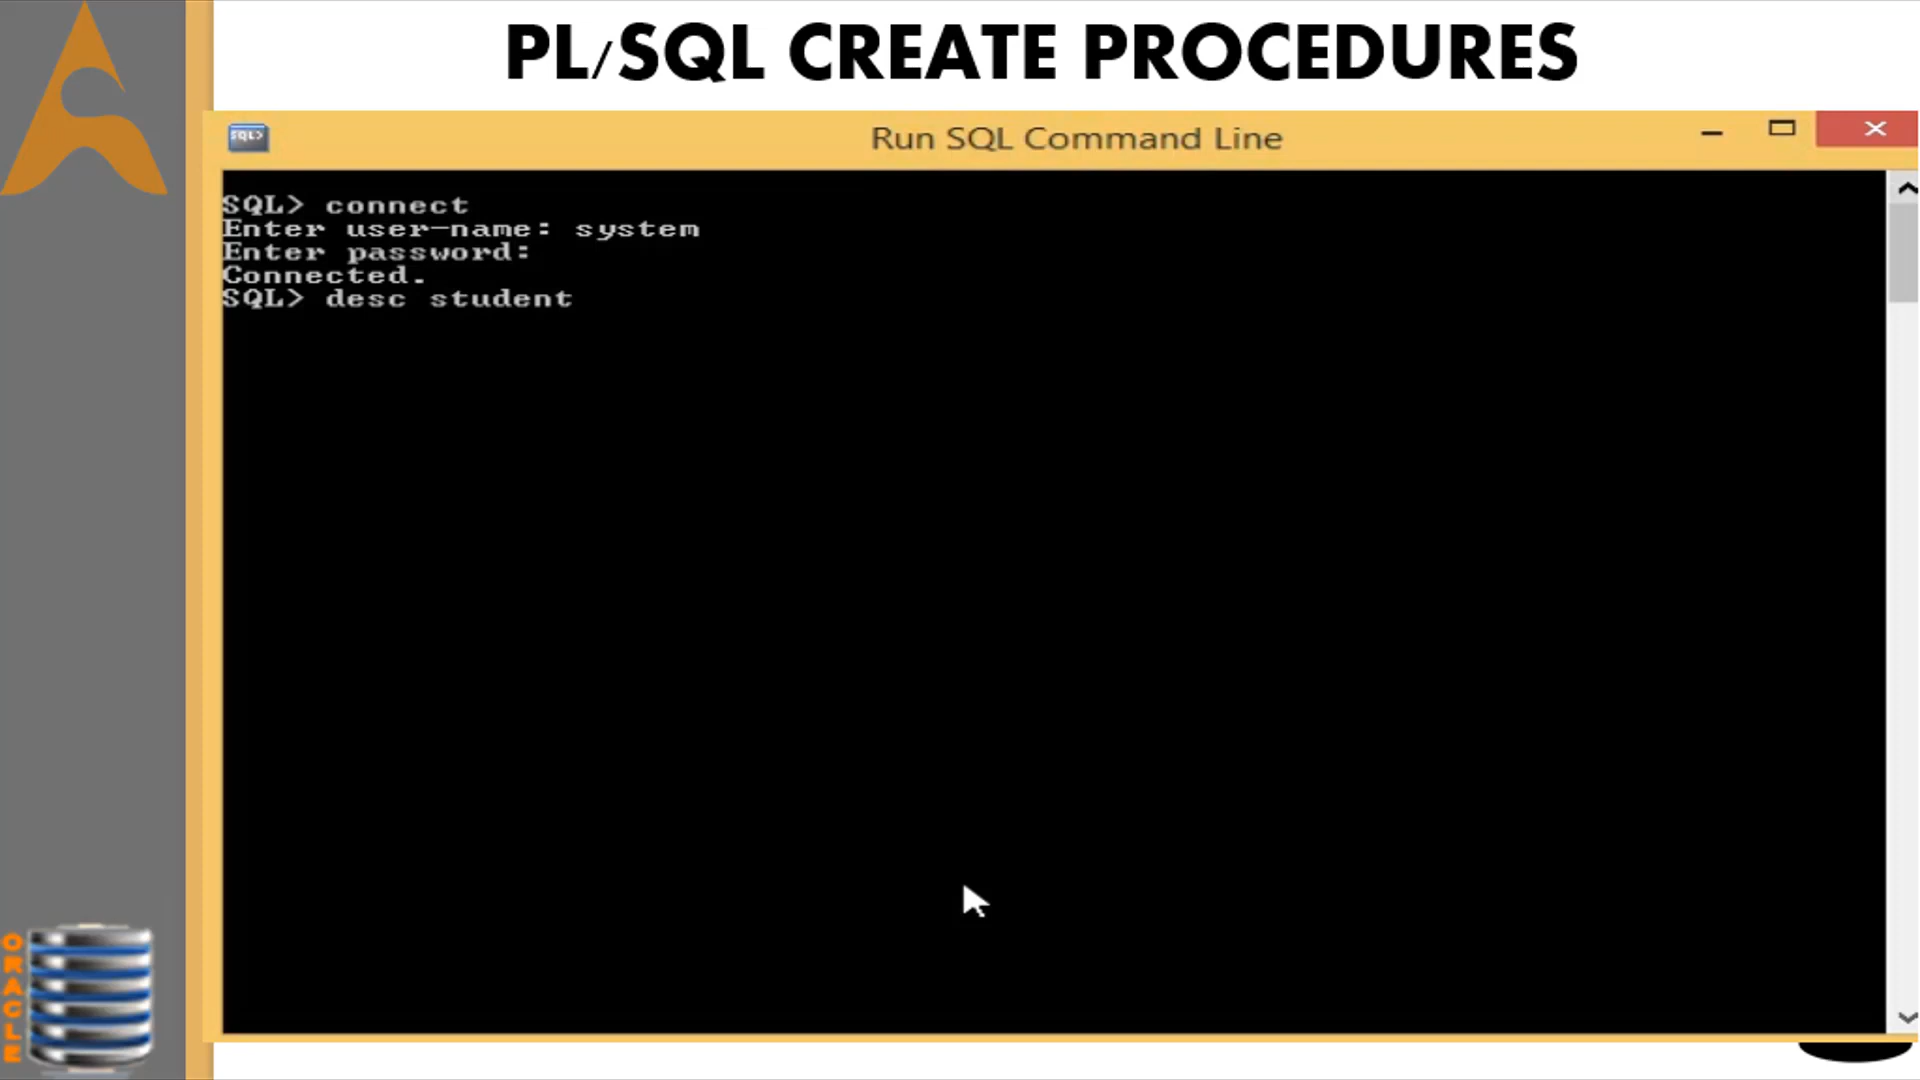 PL/SQL CREATE PROCEDURES
SQL>
Run SQL Command Line
SQL> connect
Enter user-name: system
Enter password:
Connected.
SQL> desc student
ORACLE